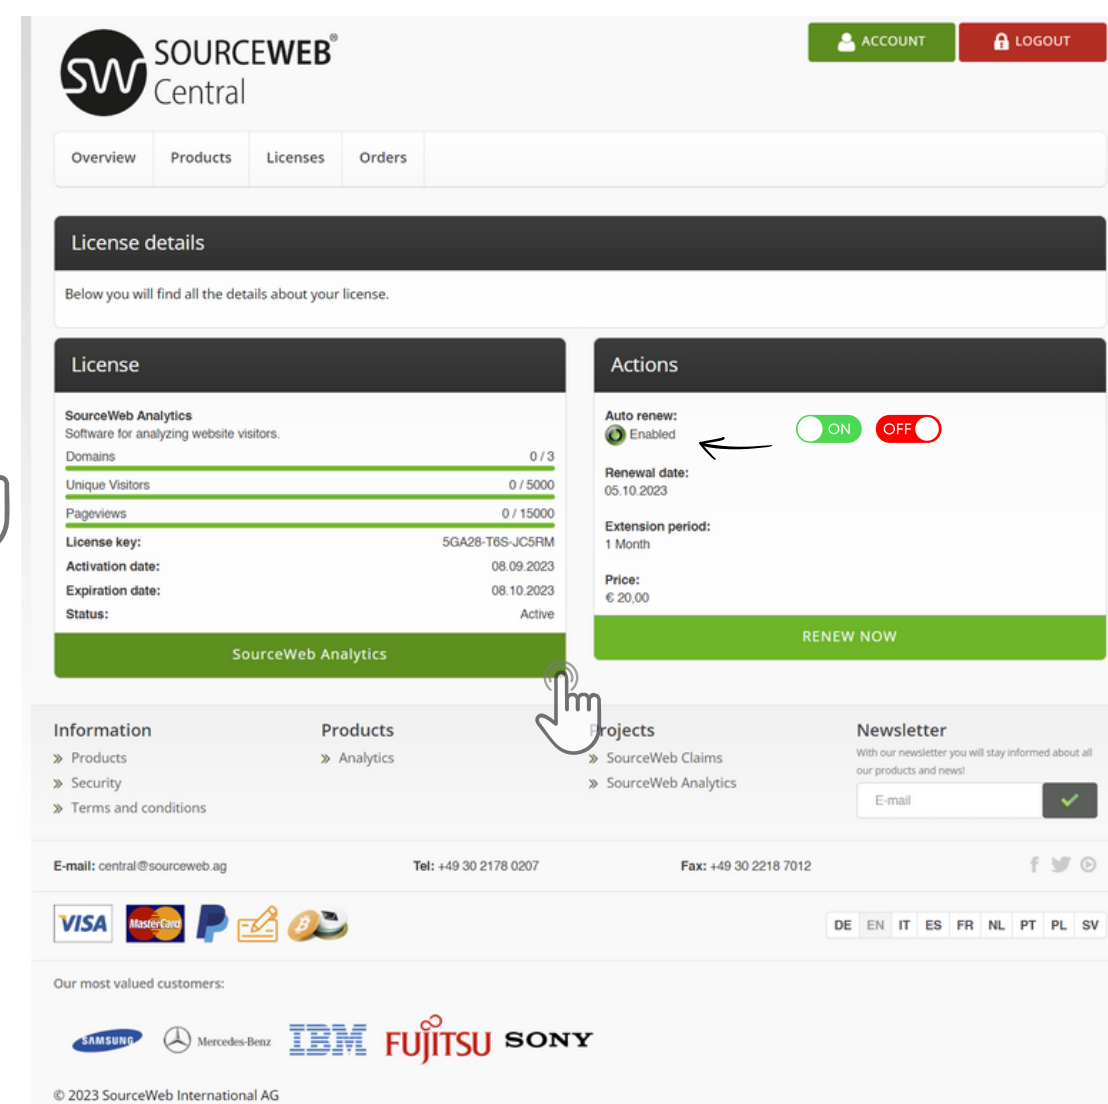 SW
SOURCEWEB®
Central
ACCOUNT
LOGOUT
Overview
Products
Licenses
Orders
License details
Below you will find all the details about your license.
License
SourceWeb Analytics
Software for analyzing website visitors.
Domains 0 / 3
Unique Visitors 0 / 5000
Pageviews 0 / 15000
License key: 5GA28-T6S-JC5RM
Activation date: 08.09.2023
Expiration date: 08.10.2023
Status: Active
SourceWeb Analytics
Actions
Auto renew:
Enabled
ON
OFF
Renewal date:
05.10.2023
Extension period:
1 Month
Price:
€ 20,00
RENEW NOW
Information
» Products
» Security
» Terms and conditions
Products
» Analytics
Projects
» SourceWeb Claims
» SourceWeb Analytics
Newsletter
With our newsletter you will stay informed about all
our products and news!
E-mail
E-mail: central@sourceweb.ag
Tel: +49 30 2178 0207
Fax: +49 30 2218 7012
VISA
MasterCard
DE EN IT ES FR NL PT PL SV
Our most valued customers:
SAMSUNG
Mercedes-Benz
IBM
FUJITSU
SONY
© 2023 SourceWeb International AG